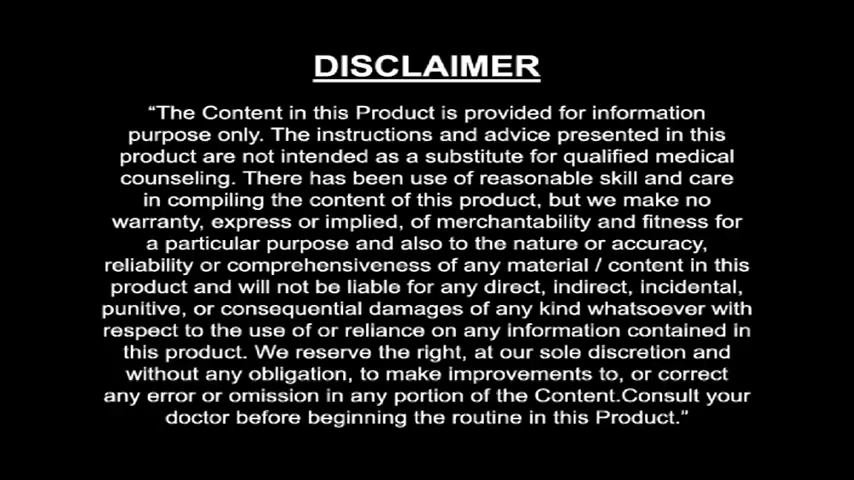 DISCLAIMER
“The Content in this Product is provided for information
purpose only. The instructions and advice presented in this
product are not intended as a substitute for qualified medical
counseling. There has been use of reasonable skill and care
in compiling the content of this product, but we make no
warranty, express or implied, of merchantability and fitness for
a particular purpose and also to the nature or accuracy,
reliability or comprehensiveness of any material / content in this
product and will not be liable for any direct, indirect, incidental,
punitive, or consequential damages of any kind whatsoever with
respect to the use of or reliance on any information contained in
this product. We reserve the right, at our sole discretion and
without any obligation, to make improvements to, or correct
any error or omission in any portion of the Content.Consult your
doctor before beginning the routine in this Product.”